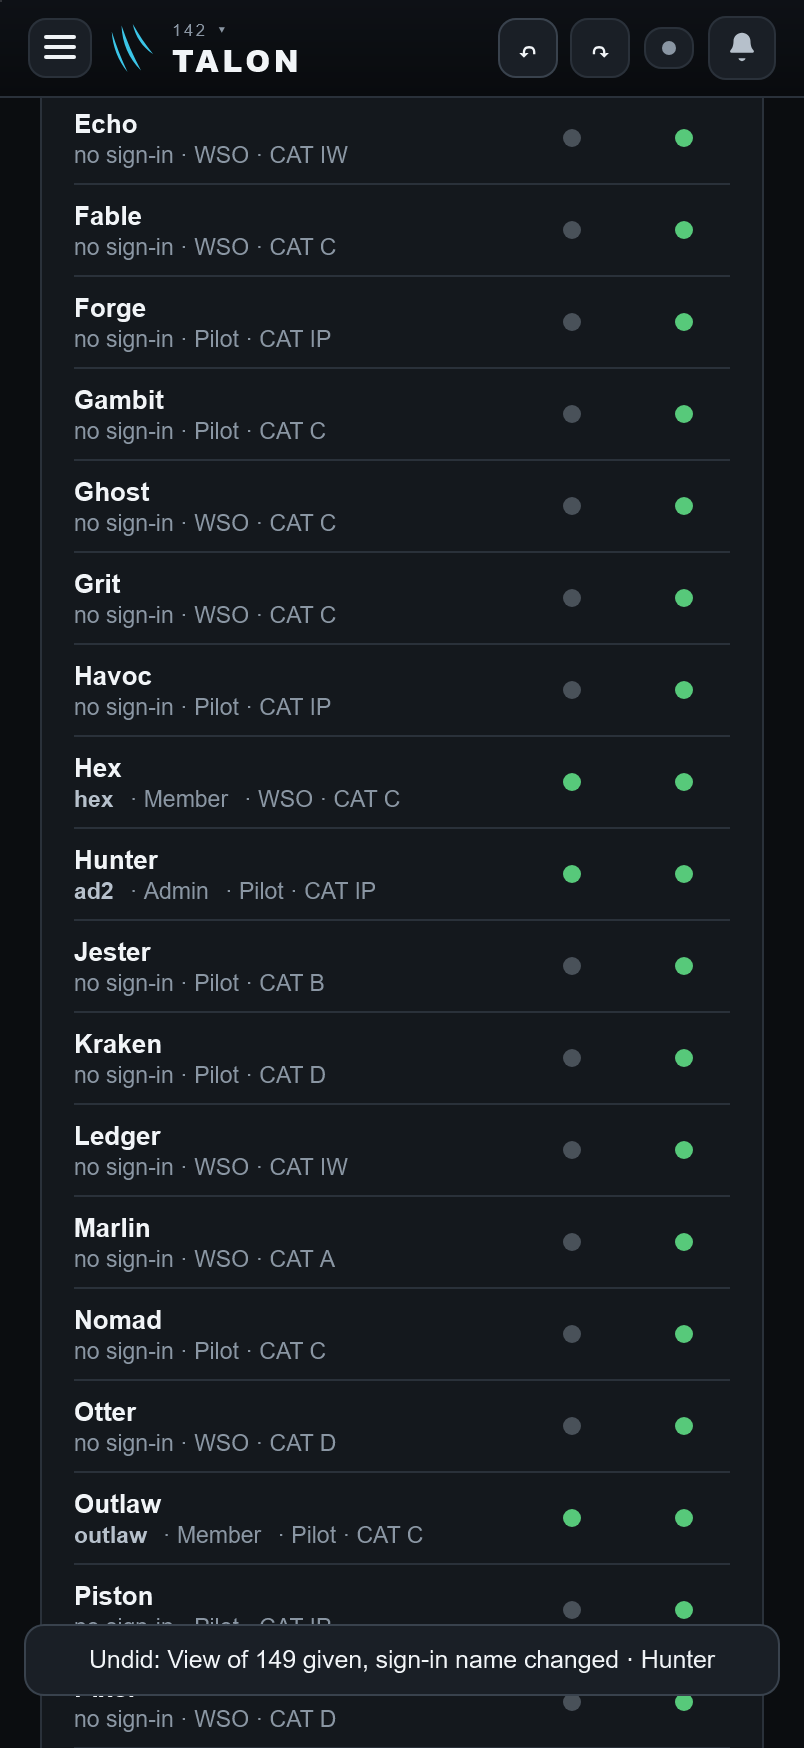 142 ▾
TALON
Echo
no sign-in · WSO · CAT IW
Fable
no sign-in · WSO · CAT C
Forge
no sign-in · Pilot · CAT IP
Gambit
no sign-in · Pilot · CAT C
Ghost
no sign-in · WSO · CAT C
Grit
no sign-in · WSO · CAT C
Havoc
no sign-in · Pilot · CAT IP
Hex
hex · Member · WSO · CAT C
Hunter
ad2 · Admin · Pilot · CAT IP
Jester
no sign-in · Pilot · CAT B
Kraken
no sign-in · Pilot · CAT D
Ledger
no sign-in · WSO · CAT IW
Marlin
no sign-in · WSO · CAT A
Nomad
no sign-in · Pilot · CAT C
Otter
no sign-in · WSO · CAT D
Outlaw
outlaw · Member · Pilot · CAT C
Piston
no sign-in · Pilot · CAT
Undid: View of 149 given, sign-in name changed · Hunter
no sign-in · WSO · CAT D